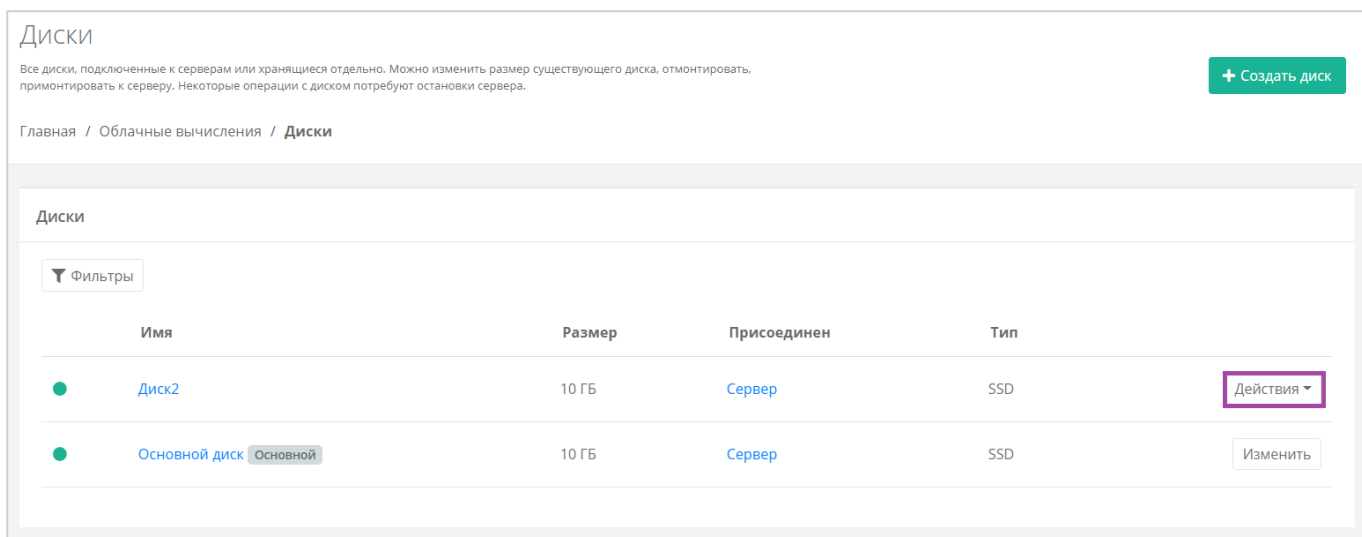 Диски
Все диски, подключенные к серверам или хранящиеся отдельно. Можно изменить размер существующего диска, отмонтировать,
примонтировать к серверу. Некоторые операции с диском потребуют остановки сервера.
+ Создать диск
Главная / Облачные вычисления / Диски
Диски
Фильтры
Имя Размер Присоединен Тип
Диск2 10 ГБ Сервер SSD Действия
Основной диск Основной 10 ГБ Сервер SSD Изменить